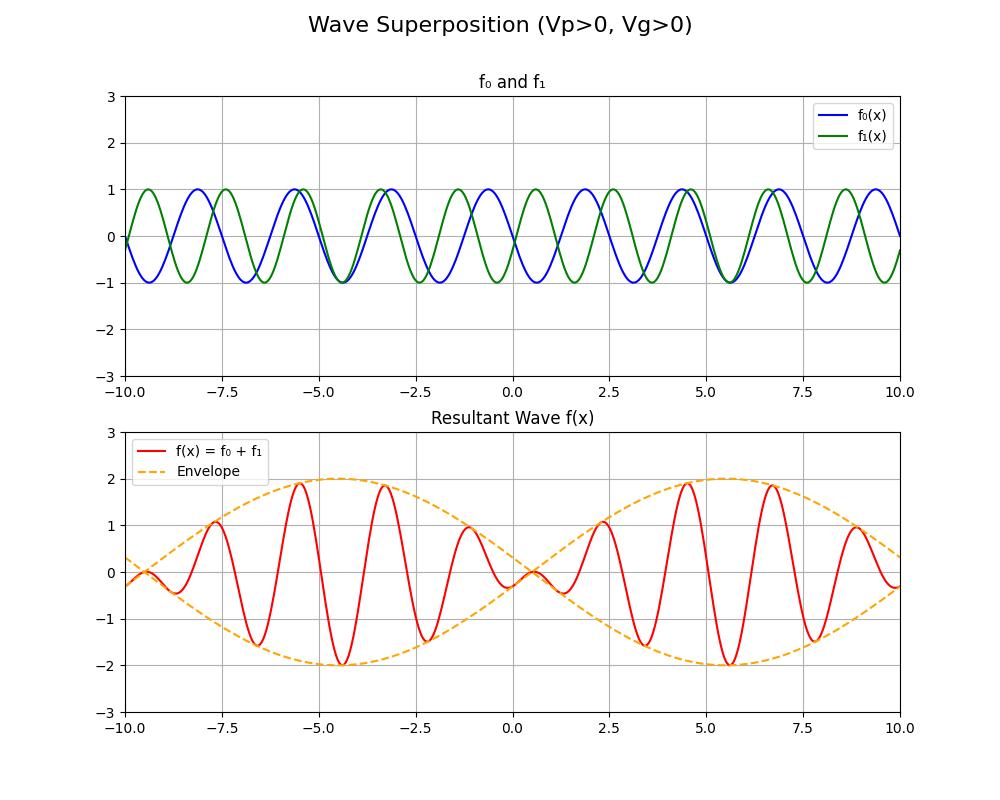 Wave Superposition (Vp>0, Vg>0)
f₀ and f₁
3
2
1
0
−1
−2
−3
f₀(x)
f₁(x)
−10.0 −7.5 −5.0 −2.5 0.0 2.5 5.0 7.5 10.0
Resultant Wave f(x)
3
2
1
0
−1
−2
−3
f(x) = f₀ + f₁
Envelope
−10.0 −7.5 −5.0 −2.5 0.0 2.5 5.0 7.5 10.0